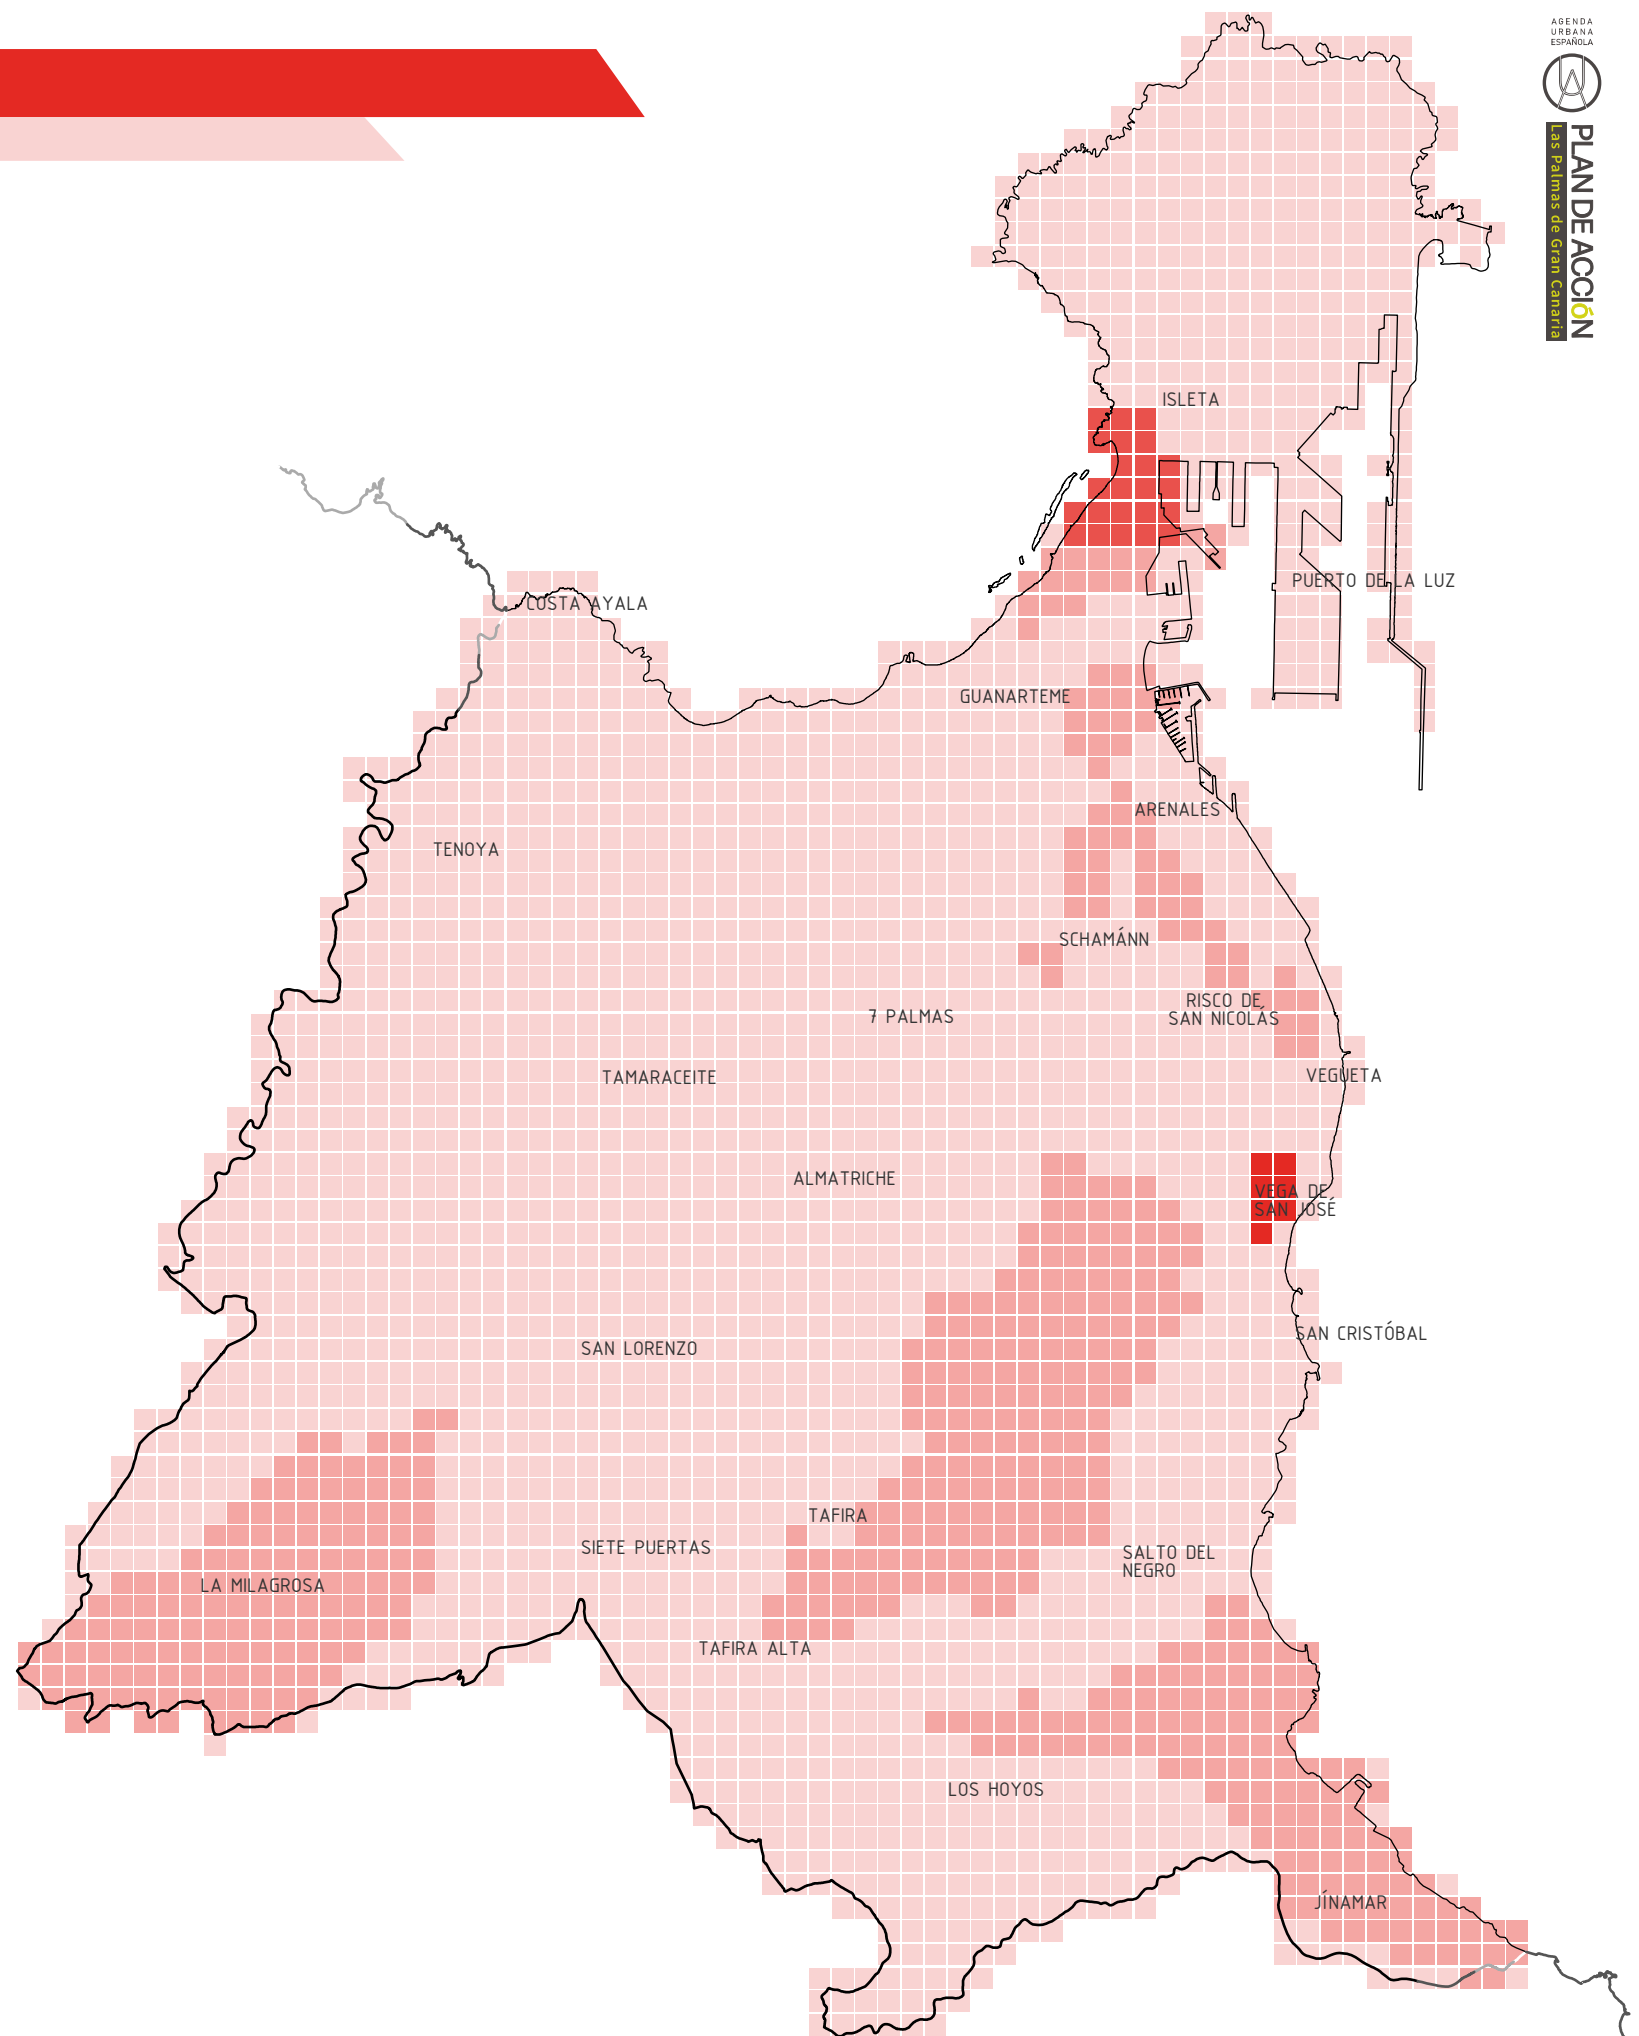 AGENDA
URBANA
ESPAÑOLA
PLAN DE ACCIÓN
Las Palmas de Gran Canaria
ISLETA
PUERTO DE LA LUZ
COSTA AYALA
GUANARTEME
ARENALES
TENOYA
SCHAMÁNN
RISCO DE
SAN NICOLÁS
7 PALMAS
VEGUETA
TAMARACEITE
ALMATRICHE
VEGA DE
SAN JOSÉ
SAN CRISTÓBAL
SAN LORENZO
TAFIRA
SIETE PUERTAS
SALTO DEL
NEGRO
LA MILAGROSA
TAFIRA ALTA
LOS HOYOS
JÍNAMAR